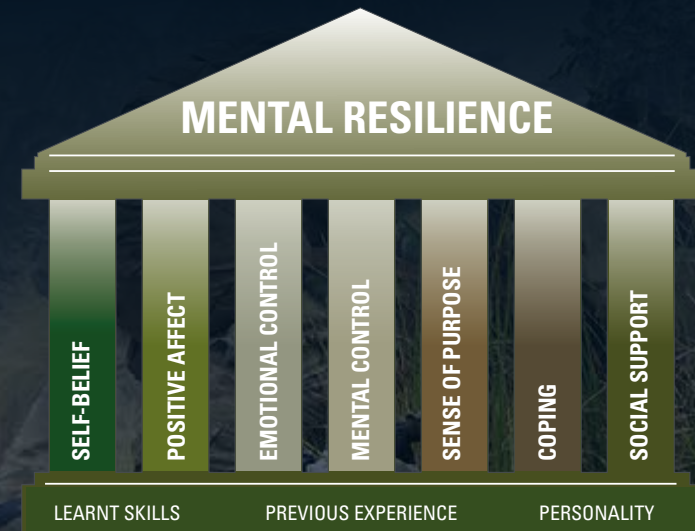 MENTAL RESILIENCE
SELF-BELIEF
POSITIVE AFFECT
EMOTIONAL CONTROL
MENTAL CONTROL
SENSE OF PURPOSE
COPING
SOCIAL SUPPORT
LEARNT SKILLS
PREVIOUS EXPERIENCE
PERSONALITY